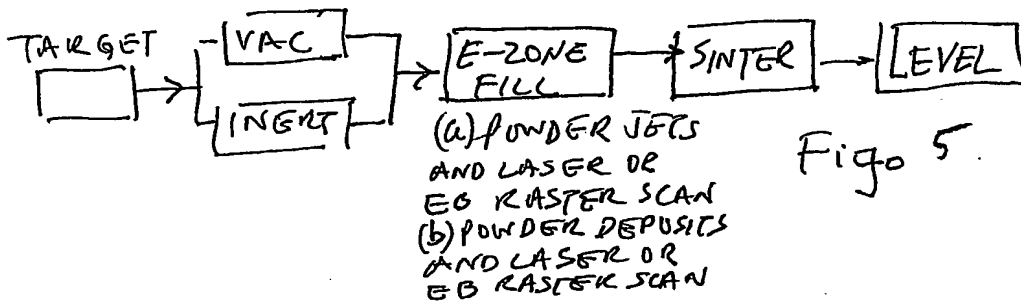 TARGET
VAC
INERT
E-ZONE
FILL
SINTER
LEVEL
(a) POWDER JETS
AND LASER OR
EB RASTER SCAN
(b) POWDER DEPOSITS
AND LASER OR
EB RASTER SCAN
Fig. 5.